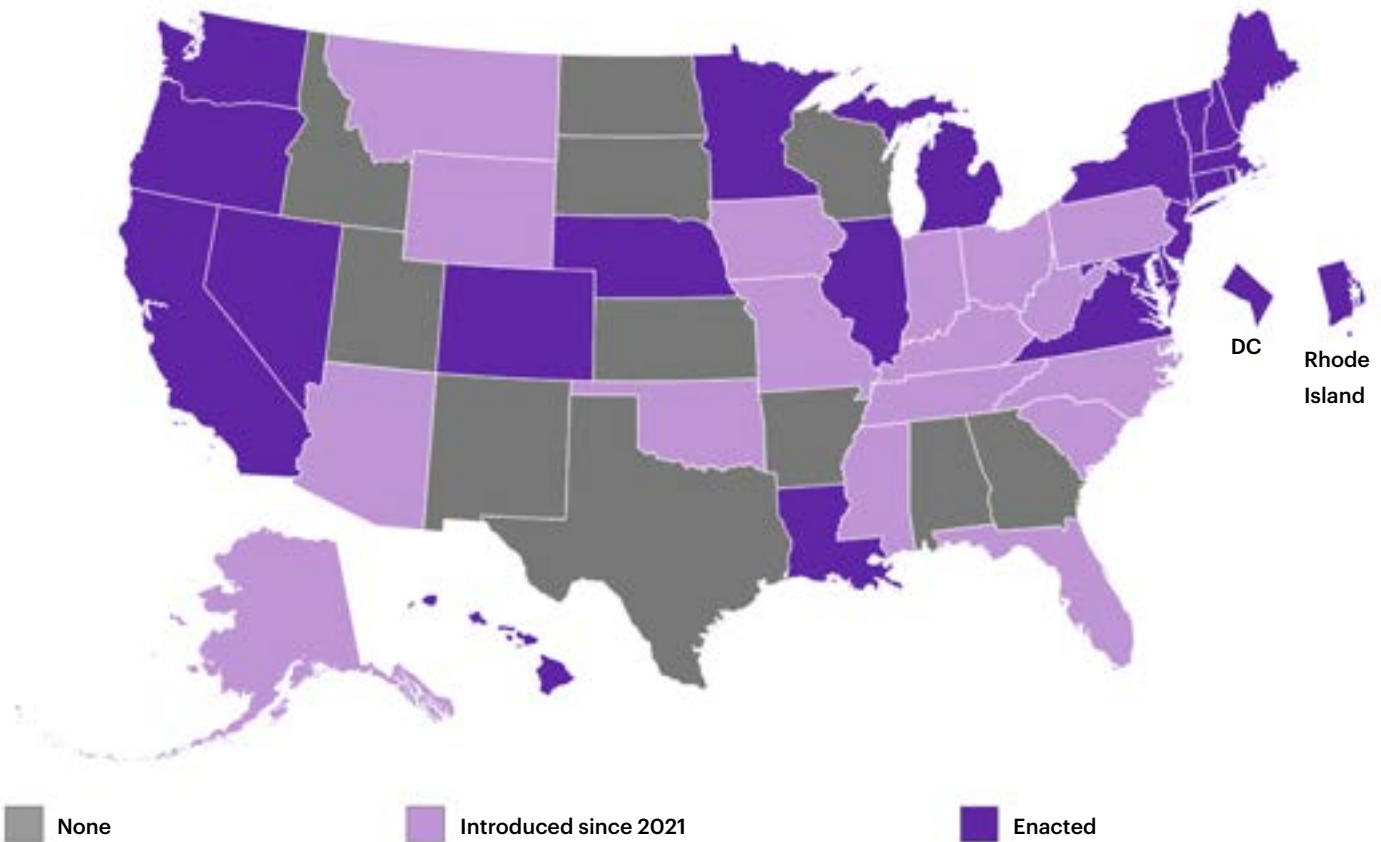 DC
Rhode
Island
None
Introduced since 2021
Enacted